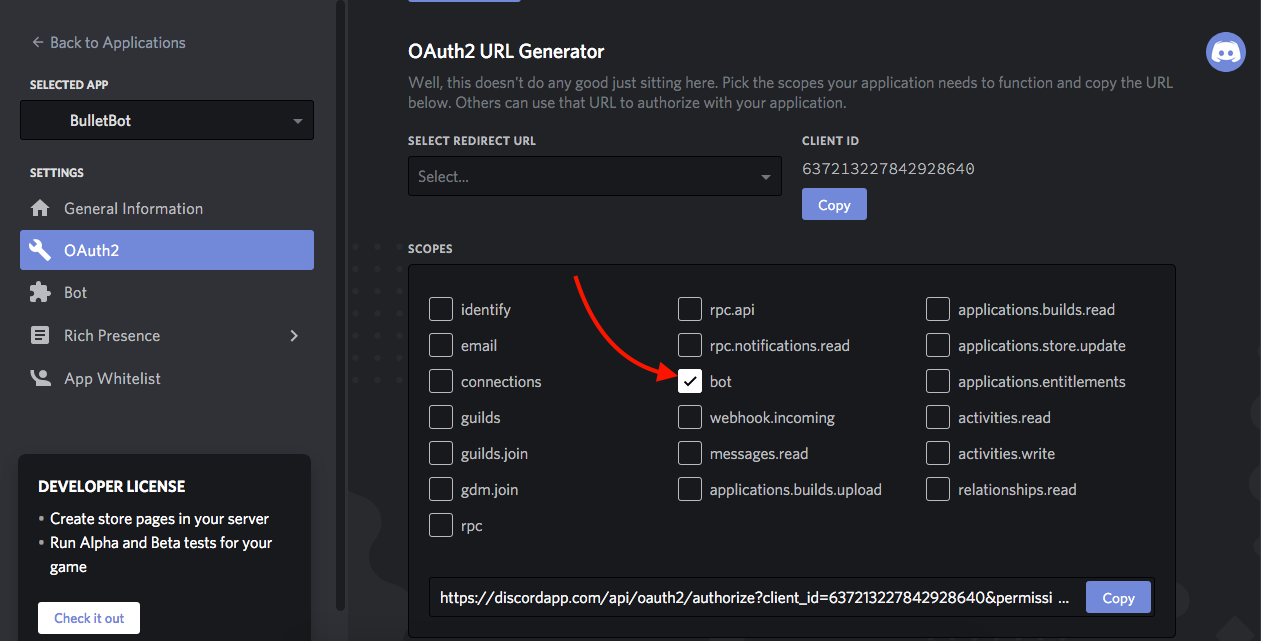 Back to Applications
SELECTED APP
BulletBot
SETTINGS
General Information
OAuth2
Bot
Rich Presence
App Whitelist
DEVELOPER LICENSE
• Create store pages in your server
• Run Alpha and Beta tests for your
game
Check it out
OAuth2 URL Generator
Well, this doesn't do any good just sitting here. Pick the scopes your application needs to function and copy the URL
below. Others can use that URL to authorize with your application.
SELECT REDIRECT URL
Select...
CLIENT ID
637213227842928640
Copy
SCOPES
identify
email
connections
guilds
guilds.join
gdm.join
rpc
rpc.api
rpc.notifications.read
bot
webhook.incoming
messages.read
applications.builds.upload
applications.builds.read
applications.store.update
applications.entitlements
activities.read
activities.write
relationships.read
https://discordapp.com/api/oauth2/authorize?client_id=637213227842928640&permissi ...
Copy